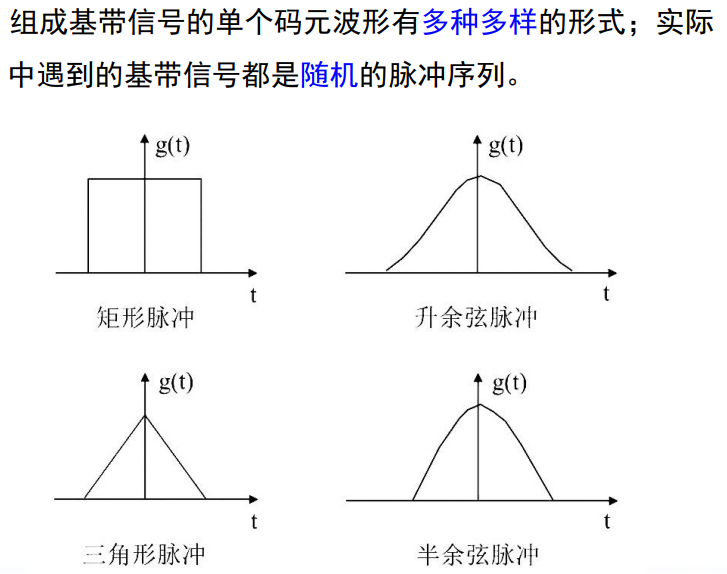 组成基带信号的单个码元波形有多种多样的形式；实际
中遇到的基带信号都是随机的脉冲序列。
g(t)
t
矩形脉冲
g(t)
t
升余弦脉冲
g(t)
t
三角形脉冲
g(t)
t
半余弦脉冲